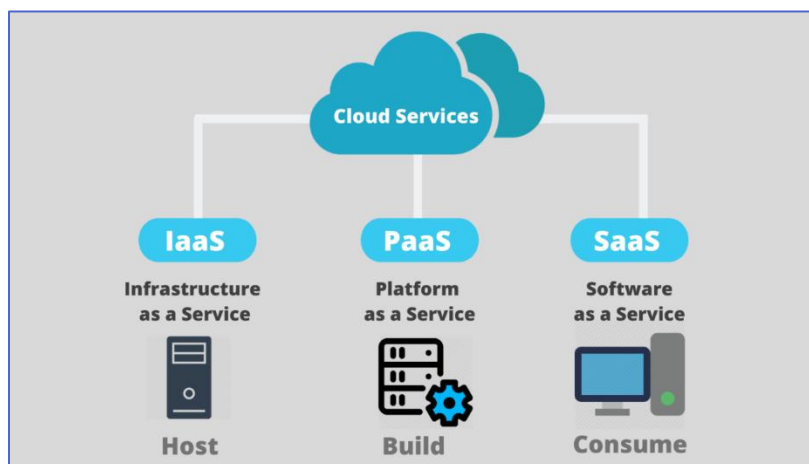 Cloud Services
IaaS
PaaS
SaaS
Infrastructure
as a Service
Platform
as a Service
Software
as a Service
Host
Build
Consume